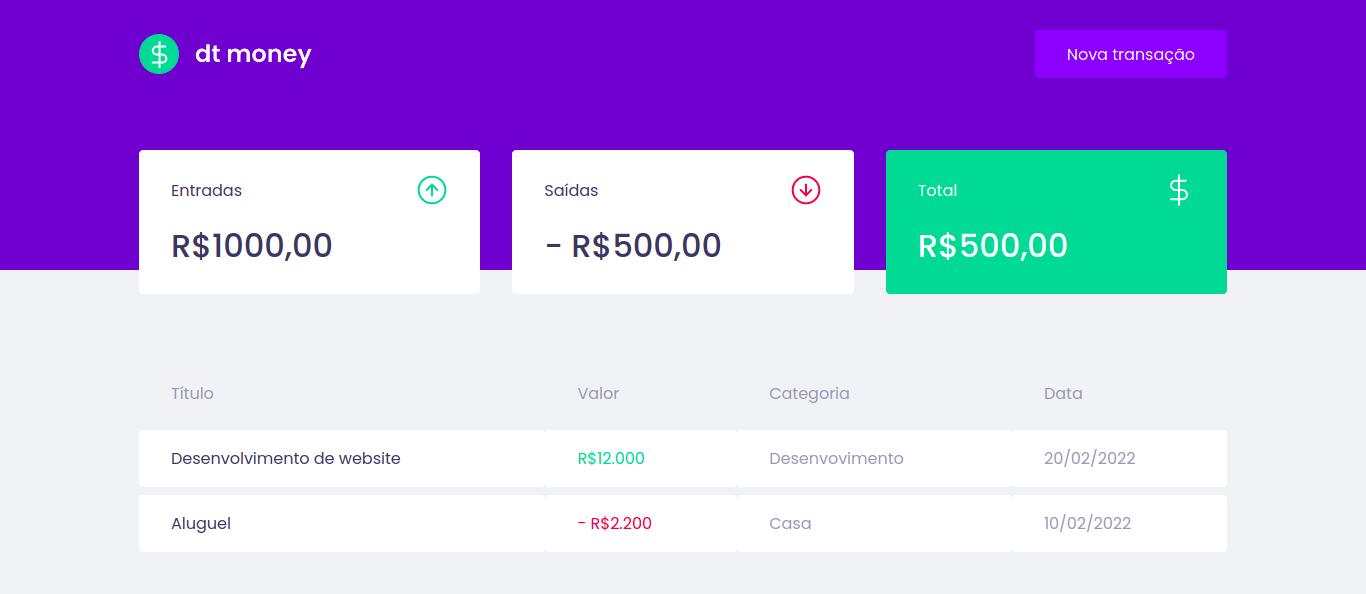 dt money
Nova transação
Entradas
R$1000,00
Saídas
- R$500,00
Total
R$500,00
Título Valor Categoria Data
Desenvolvimento de website R$12.000 Desenvovimento 20/02/2022
Aluguel - R$2.200 Casa 10/02/2022